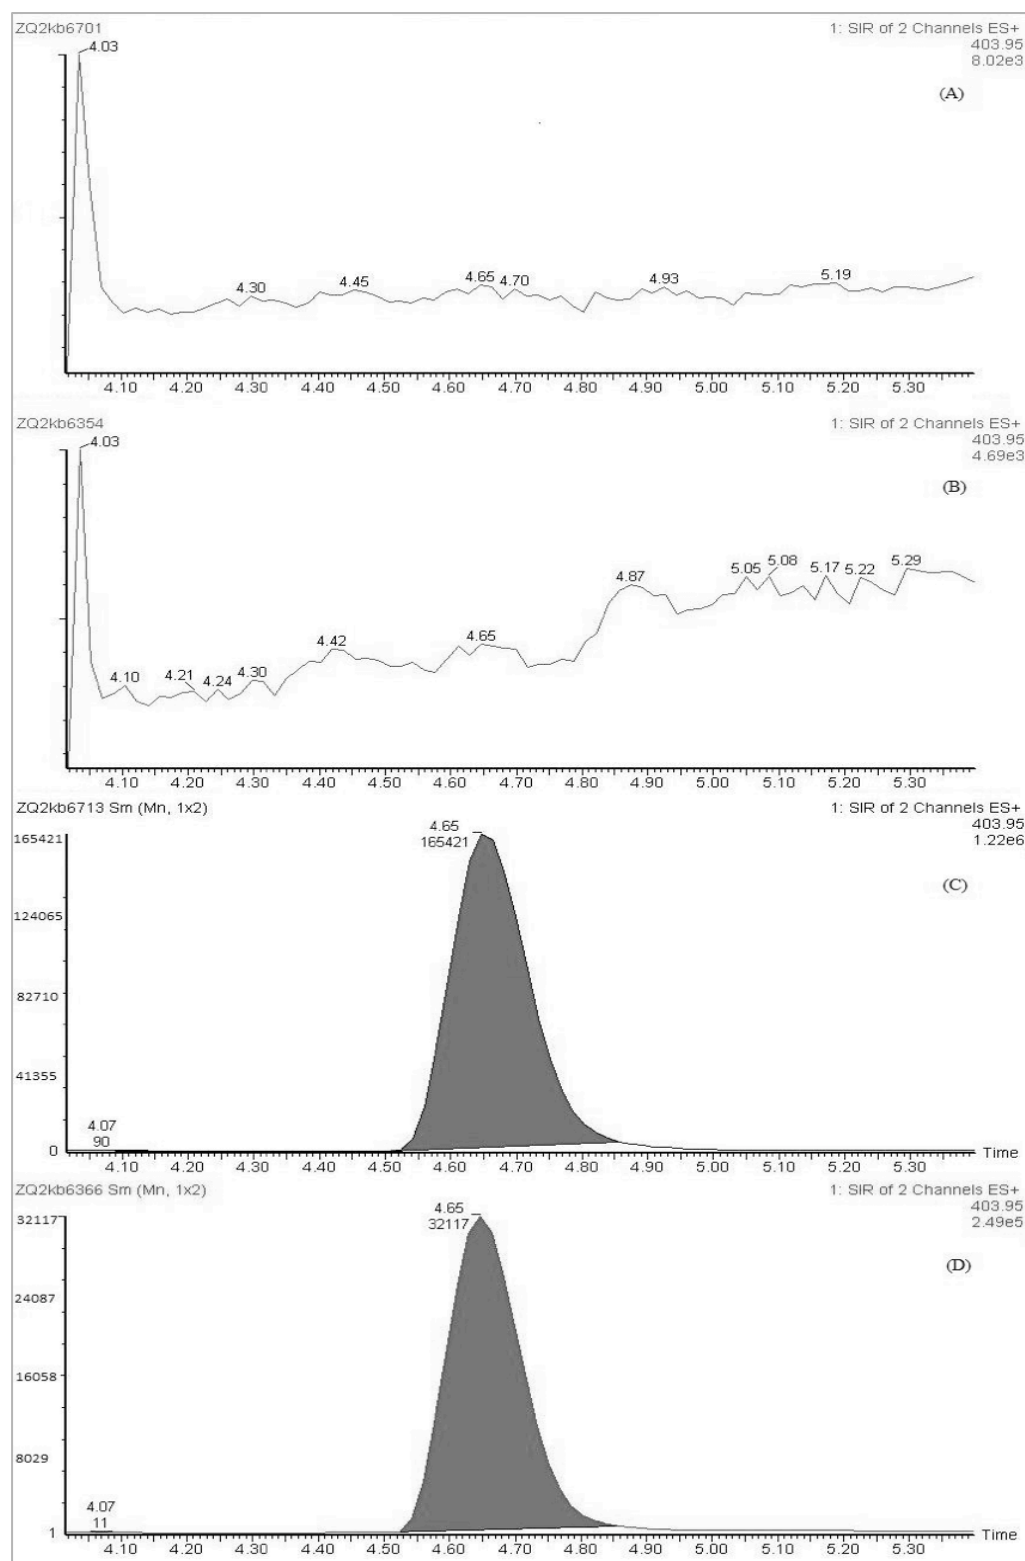 ZQ2kb6701 1: SIR of 2 Channels ES+
403.95
8.02e3
(A)
4.03
4.30 4.45 4.65 4.70 4.93 5.19
4.10 4.20 4.30 4.40 4.50 4.60 4.70 4.80 4.90 5.00 5.10 5.20 5.30
ZQ2kb6354 1: SIR of 2 Channels ES+
403.95
4.69e3
(B)
4.03
4.10 4.21 4.24 4.30 4.42 4.65 4.87 5.05 5.08 5.17 5.22 5.29
4.10 4.20 4.30 4.40 4.50 4.60 4.70 4.80 4.90 5.00 5.10 5.20 5.30
ZQ2kb6713 Sm (Mn, 1x2) 1: SIR of 2 Channels ES+
403.95
1.22e6
(C)
4.65
165421
165421
124065
82710
41355
0
4.07
90
Time
4.10 4.20 4.30 4.40 4.50 4.60 4.70 4.80 4.90 5.00 5.10 5.20 5.30
ZQ2kb6366 Sm (Mn, 1x2) 1: SIR of 2 Channels ES+
403.95
2.49e5
(D)
4.65
32117
32117
24087
16058
8029
1
4.07
11
Time
4.10 4.20 4.30 4.40 4.50 4.60 4.70 4.80 4.90 5.00 5.10 5.20 5.30